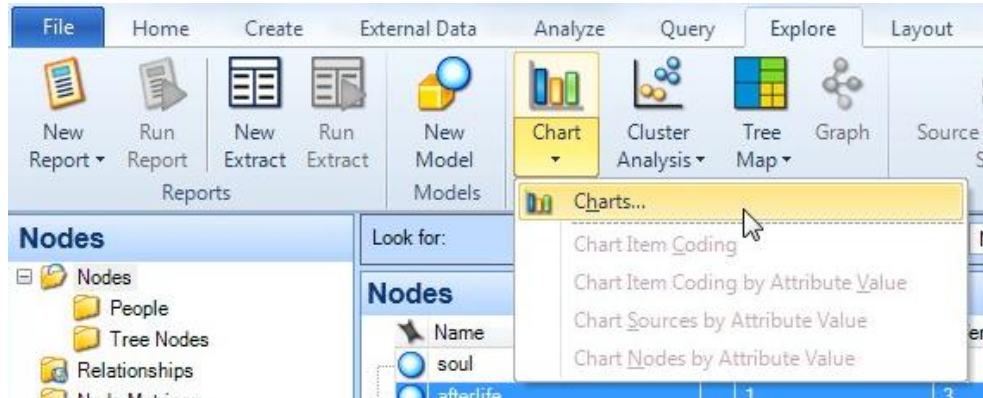 File Home Create External Data Analyze Query Explore Layout
New Report Run Report New Extract Run Extract New Model Chart Cluster Analysis Tree Map Graph Source
Reports Models
Charts...
Chart Item Coding
Chart Item Coding by Attribute Value
Chart Sources by Attribute Value
Chart Nodes by Attribute Value
Nodes
Look for:
Nodes
People
Tree Nodes
Relationships
Nodes
Name
soul
afterlife 1 3